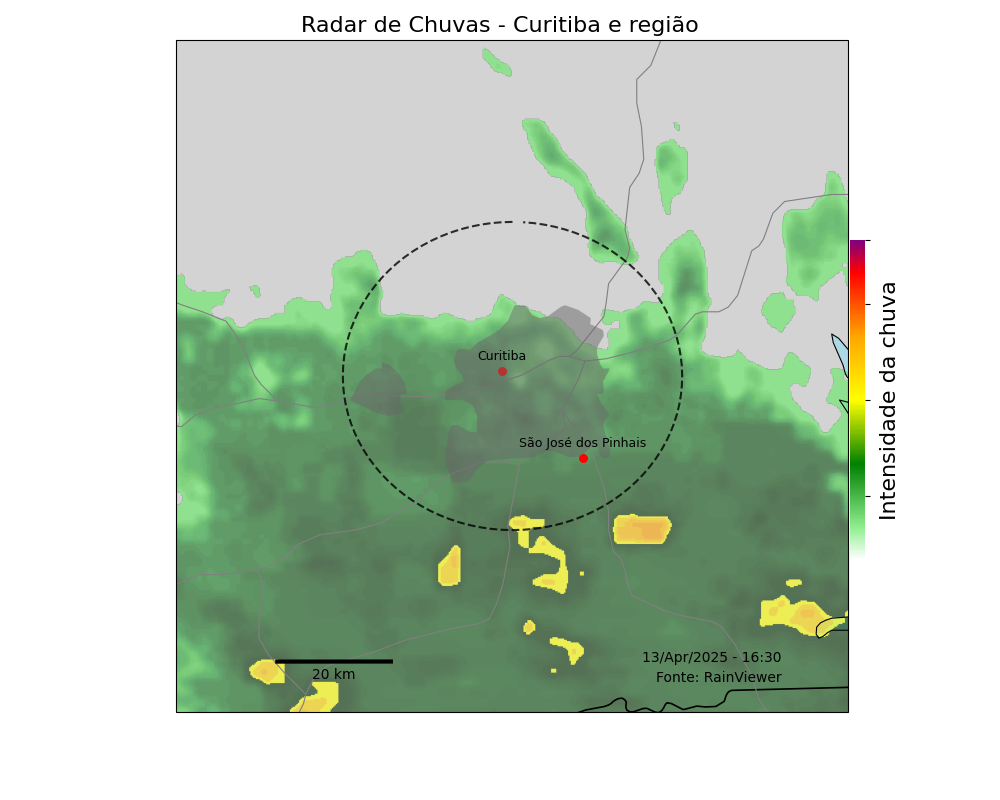 Radar de Chuvas - Curitiba e região
Curitiba
São José dos Pinhais
Intensidade da chuva
20 km
13/Apr/2025 - 16:30
Fonte: RainViewer